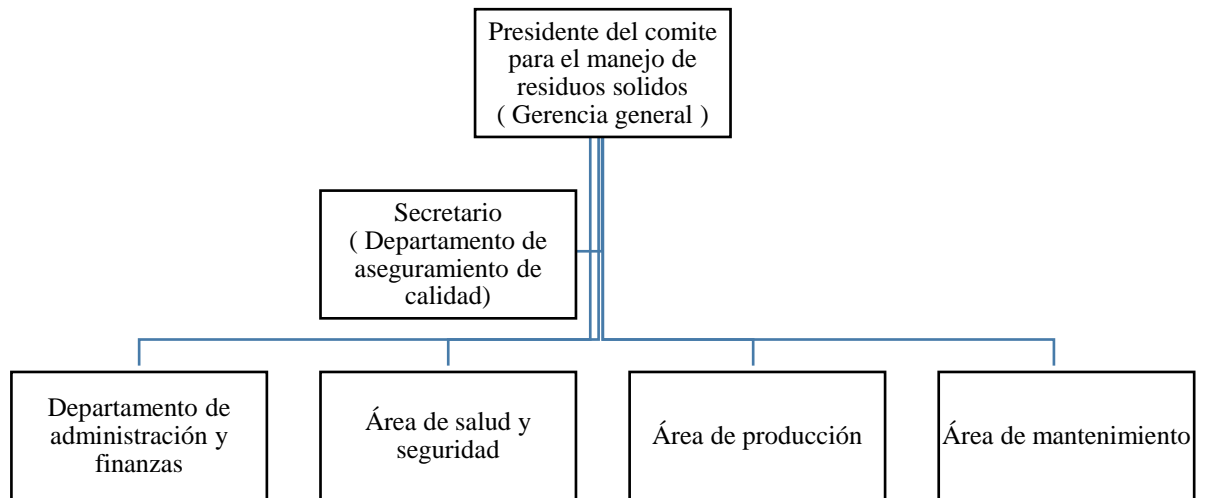 Presidente del comite
para el manejo de
residuos solidos
( Gerencia general )
Secretario
( Departamento de
aseguramiento de
calidad)
Departamento de
administración y
finanzas
Área de salud y
seguridad
Área de producción
Área de mantenimiento